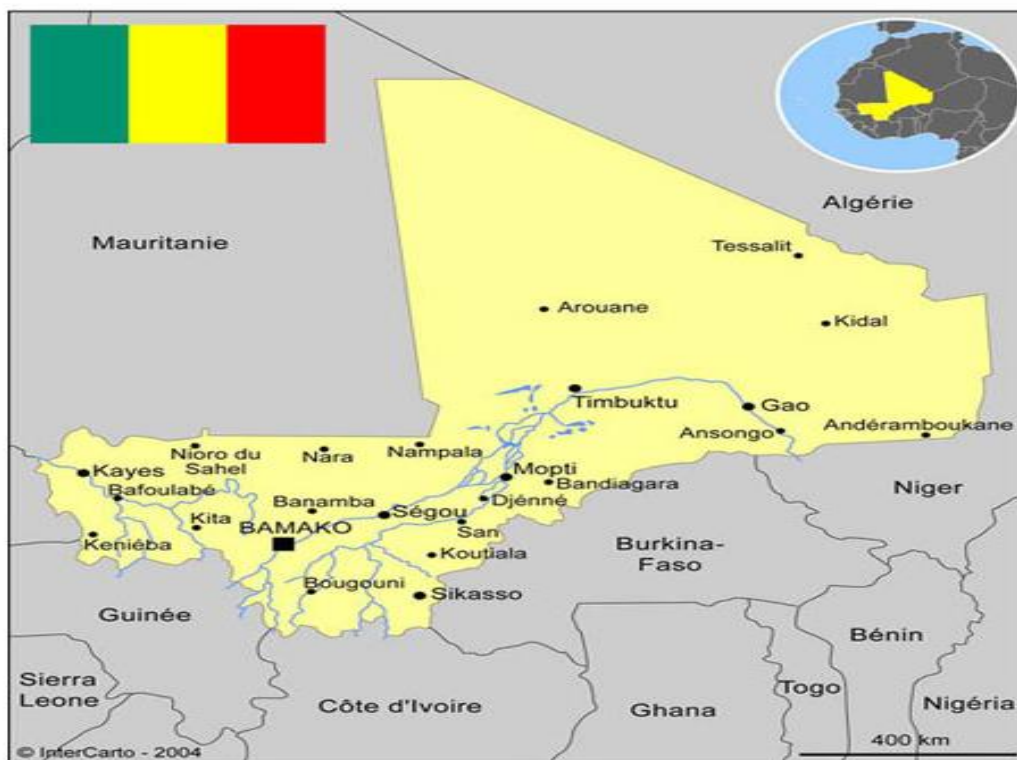 Algérie
Mauritanie
Tessalit
Arouane
Kidal
Timbuktu
Gao
Ansongo
Andéramboukane
Nioro du
Sahel
Nara
Nampala
Kayes
Mopti
Bandiagara
Niger
Bafoulabé
Banamba
Ségou
Djénné
Kita
BAMAKO
San
Keniéba
Koutiala
Burkina-
Faso
Bougouni
Sikasso
Guinée
Bénin
Sierra
Leone
Côte d'Ivoire
Ghana
Togo
Nigéria
400 km
© InterCarto - 2004